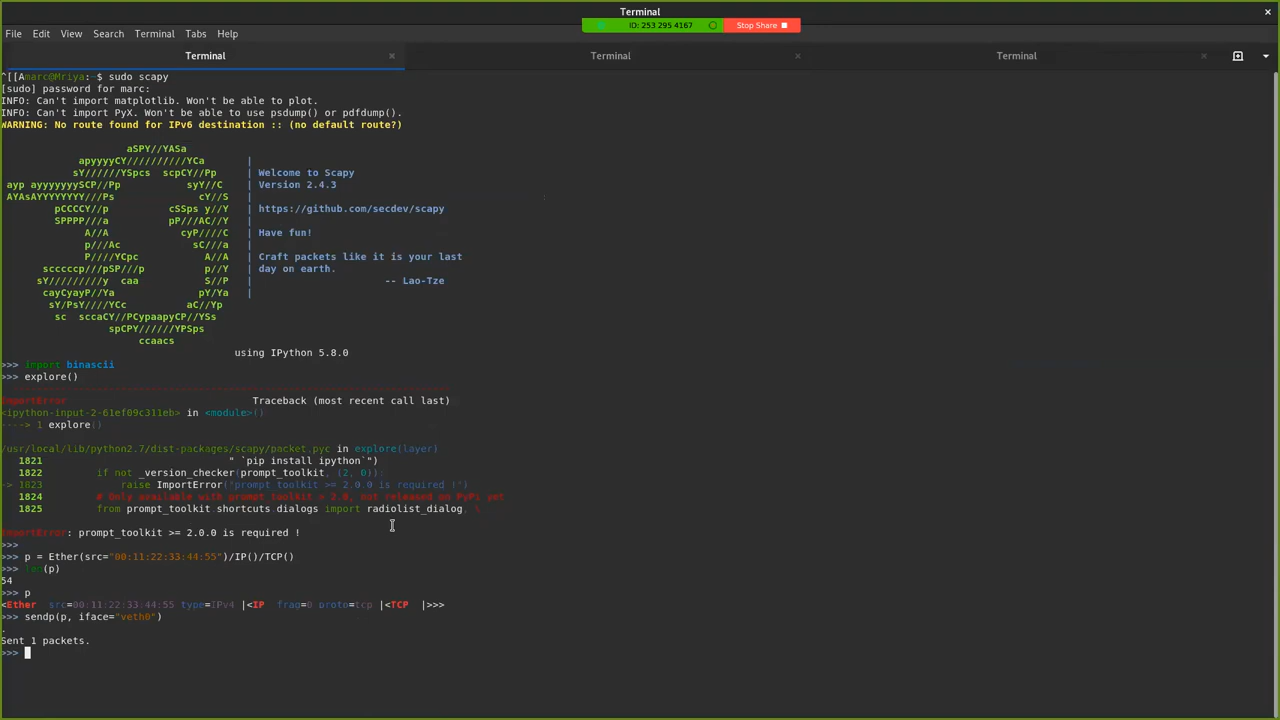 Terminal
ID: 253 295 4167 Stop Share
File Edit View Search Terminal Tabs Help
Terminal Terminal Terminal
^[[Amarc@Mriya:~$ sudo scapy
[sudo] password for marc:
INFO: Can't import matplotlib. Won't be able to plot.
INFO: Can't import PyX. Won't be able to use psdump() or pdfdump().
WARNING: No route found for IPv6 destination :: (no default route?)
aSPY//YASa
apyyyyCY//////////YCa |
sY//////YSpcs scpCY//Pp | Welcome to Scapy
ayp ayyyyyyySCP//Pp syY//C | Version 2.4.3
AYAsAYYYYYYYY///Ps cY//S |
pCCCCY//p cSSps y//Y | https://github.com/secdev/scapy
SPPPP///a pP///AC//Y |
A//A cyP////C | Have fun!
p///Ac sC///a |
P////YCpc A//A | Craft packets like it is your last
scccccp///pSP///p p//Y | day on earth.
sY/////////y caa S//P | -- Lao-Tze
cayCyayP//Ya pY/Ya |
sY/PsY////YCc aC//Yp
sc sccaCY//PCypaapyCP//YSs
spCPY//////YPSps
ccaacs
using IPython 5.8.0
>>> import binascii
>>> explore()
ImportError Traceback (most recent call last)
<ipython-input-2-61ef09c311eb> in <module>()
----> 1 explore()
/usr/local/lib/python2.7/dist-packages/scapy/packet.pyc in explore(layer)
1821 " `pip install ipython`")
1822 if not _version_checker(prompt_toolkit, (2, 0)):
-> 1823 raise ImportError("prompt_toolkit >= 2.0.0 is required !")
1824 # Only available with prompt_toolkit > 2.0, not released on PyPi yet
1825 from prompt_toolkit.shortcuts.dialogs import radiolist_dialog, \
ImportError: prompt_toolkit >= 2.0.0 is required !
>>>
>>> p = Ether(src="00:11:22:33:44:55")/IP()/TCP()
>>> len(p)
54
>>> p
<Ether src=00:11:22:33:44:55 type=IPv4 |<IP frag=0 proto=tcp |<TCP |>>>
>>> sendp(p, iface="veth0")
.
Sent 1 packets.
>>>